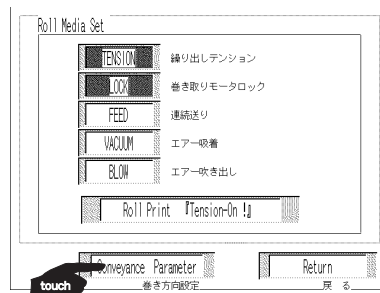 Roll Media Set
TENSION 繰り出しテンション
LOCK 巻き取りモータロック
FEED 連続送り
VACUUM エアー吸着
BLOW エアー吹き出し
Roll Print 『Tension-On !』
Conveyance Parameter Return
touch 巻き方向設定 戻 る